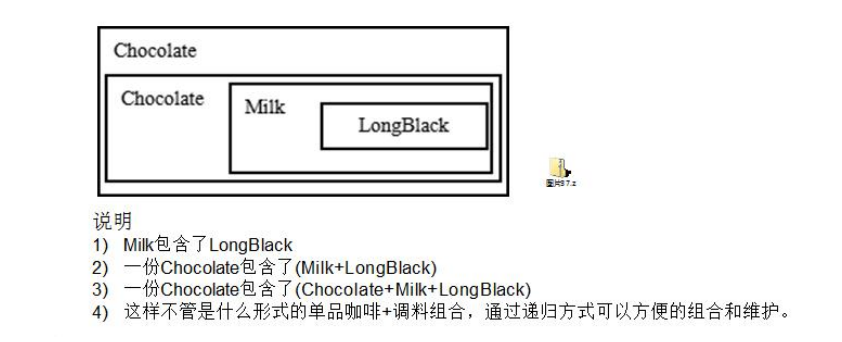 Chocolate
Chocolate
Milk
LongBlack
说明
1) Milk包含了LongBlack
2) 一份Chocolate包含了(Milk+LongBlack)
3) 一份Chocolate包含了(Chocolate+Milk+LongBlack)
4) 这样不管是什么形式的单品咖啡+调料组合，通过递归方式可以方便的组合和维护。